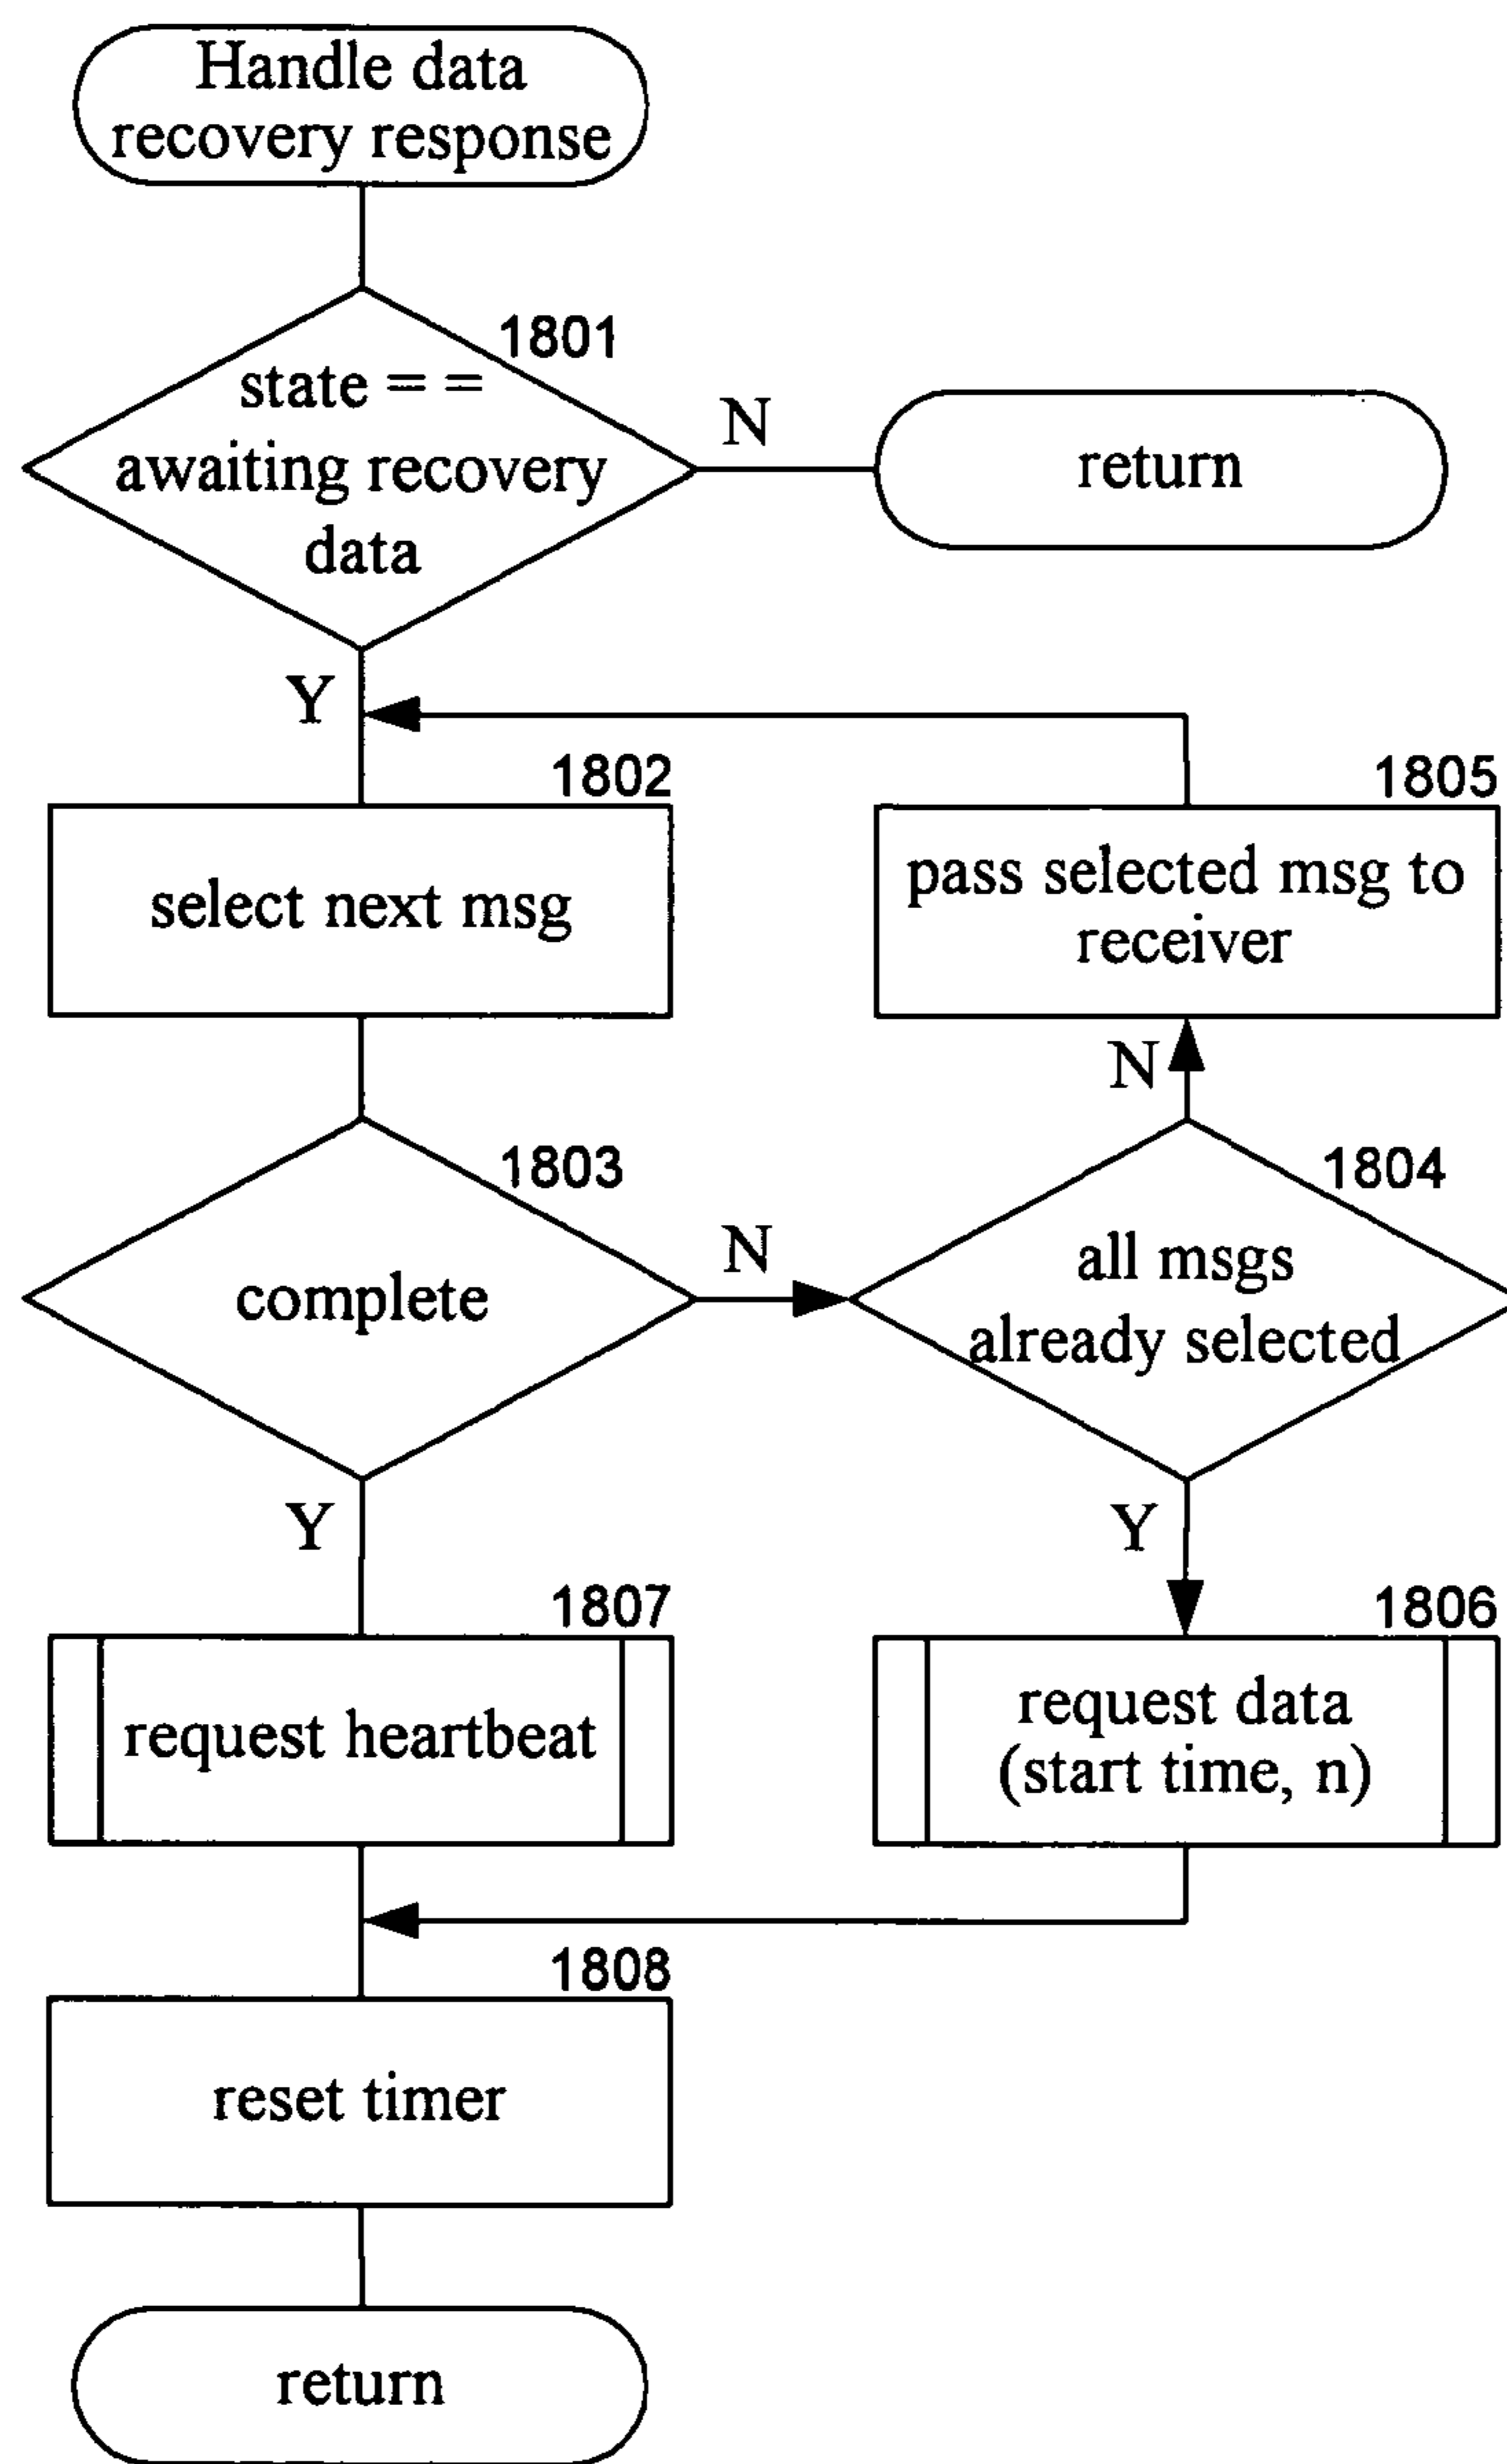 Handle data
recovery response
1801
state = =
awaiting recovery
data
N
return
Y
1802
select next msg
1805
pass selected msg to
receiver
N
1803
complete
N
1804
all msgs
already selected
Y
Y
1807
request heartbeat
1806
request data
(start time, n)
1808
reset timer
return